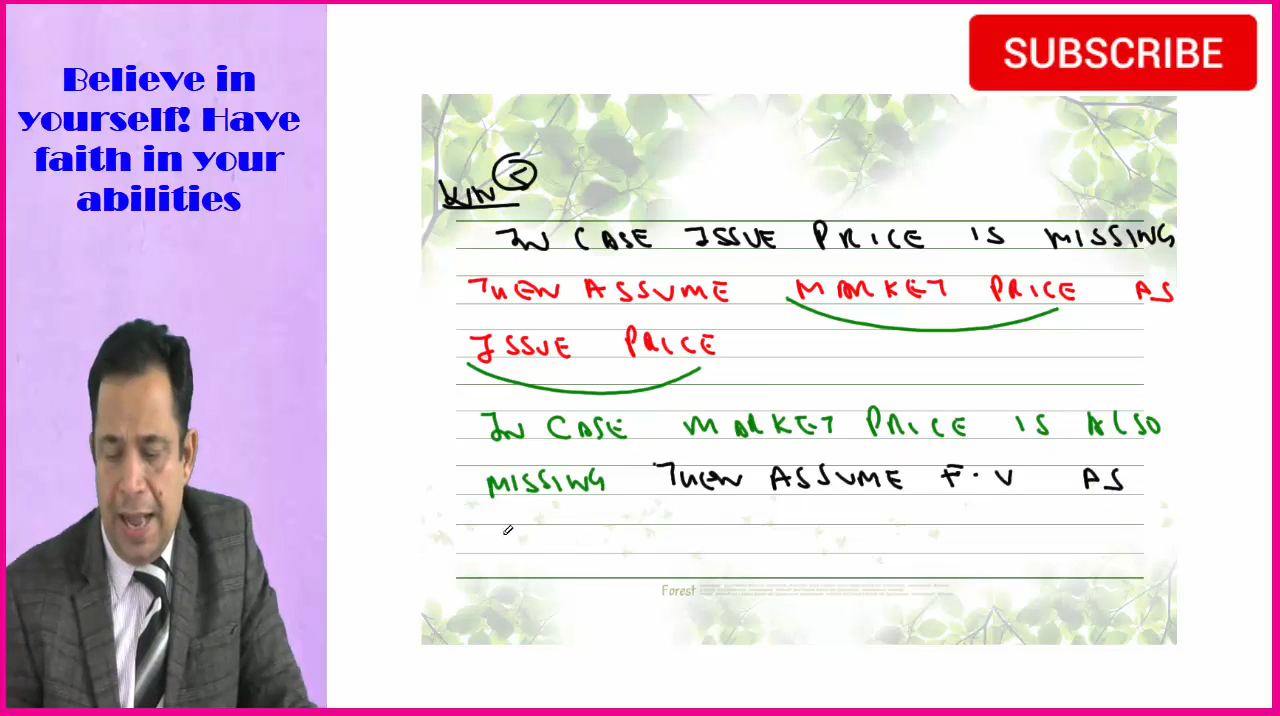 Believe in
yourself! Have
faith in your
abilities
SUBSCRIBE
5
IN CASE ISSUE PRICE IS MISSING
THEN ASSUME MARKET PRICE AS
ISSUE PRICE
IN CASE MARKET PRICE IS ALSO
MISSING THEN ASSUME F.V AS
Forest